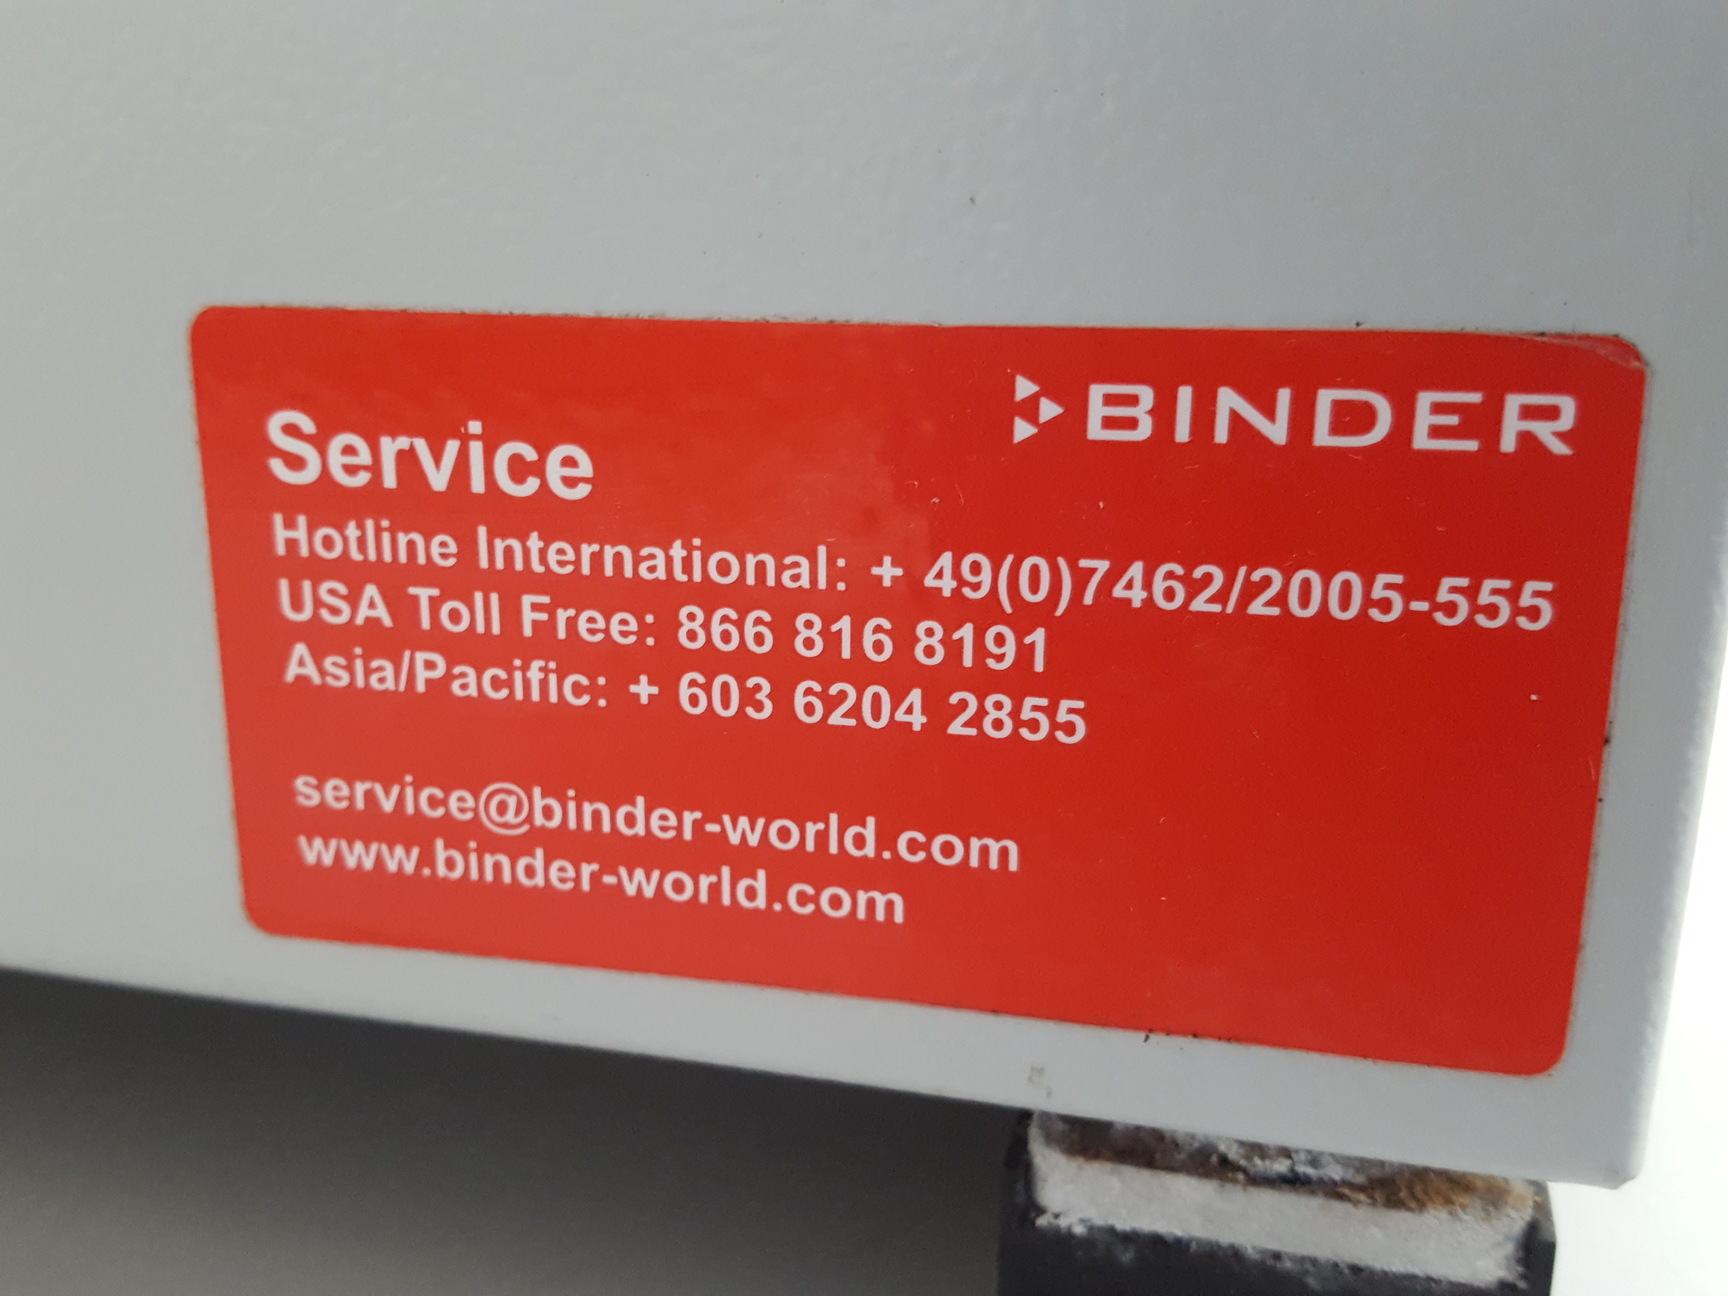 BINDER
Service
Hotline International: + 49(0)7462/2005-555
USA Toll Free: 866 816 8191
Asia/Pacific: + 603 6204 2855
service@binder-world.com
www.binder-world.com